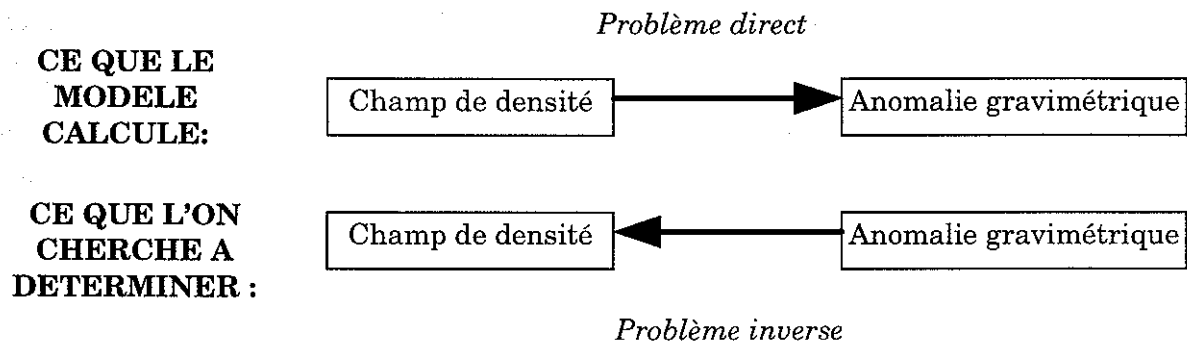 Problème direct
CE QUE LE
MODELE
CALCULE:
Champ de densité
Anomalie gravimétrique
CE QUE L'ON
CHERCHE A
DETERMINER :
Champ de densité
Anomalie gravimétrique
Problème inverse